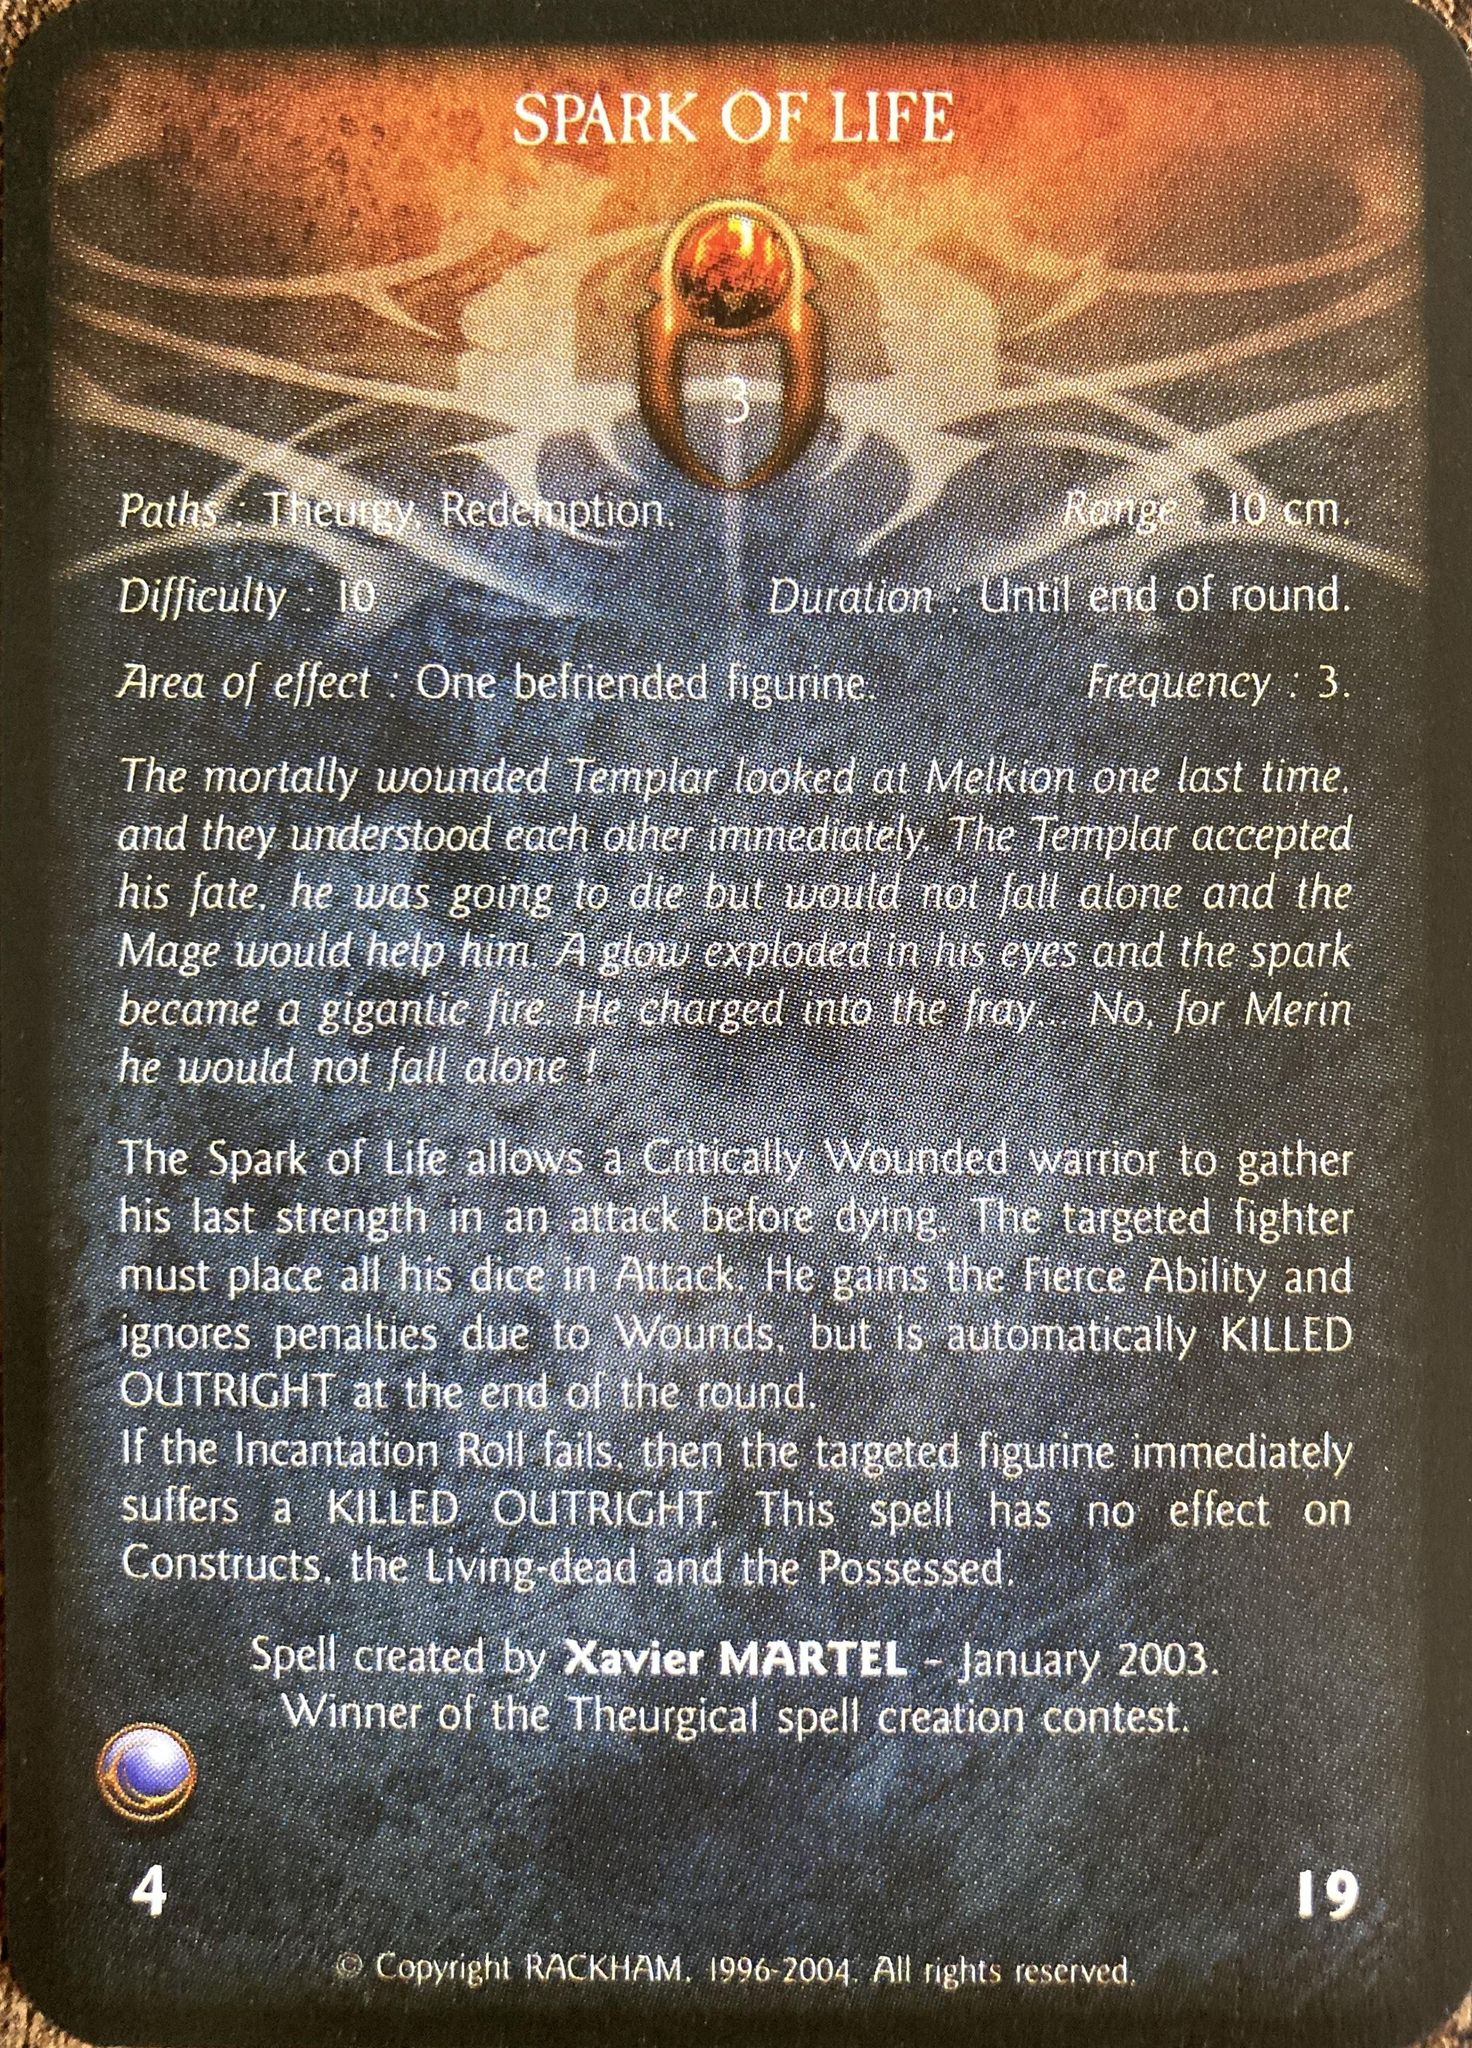 SPARK OF LIFE
3
Paths : Theurgy, Redemption. Range : 10 cm.
Difficulty : 10 Duration : Until end of round.
Area of effect : One befriended figurine. Frequency : 3.
The mortally wounded Templar looked at Melkion one last time,
and they understood each other immediately. The Templar accepted
his fate, he was going to die but would not fall alone and the
Mage would help him. A glow exploded in his eyes and the spark
became a gigantic fire. He charged into the fray... No, for Merin
he would not fall alone !
The Spark of Life allows a Critically Wounded warrior to gather
his last strength in an attack before dying. The targeted fighter
must place all his dice in Attack. He gains the Fierce Ability and
ignores penalties due to Wounds, but is automatically KILLED
OUTRIGHT at the end of the round.
If the Incantation Roll fails, then the targeted figurine immediately
suffers a KILLED OUTRIGHT. This spell has no effect on
Constructs, the Living-dead and the Possessed.
Spell created by Xavier MARTEL - January 2003.
Winner of the Theurgical spell creation contest.
4 19
© Copyright RACKHAM, 1996-2004. All rights reserved.